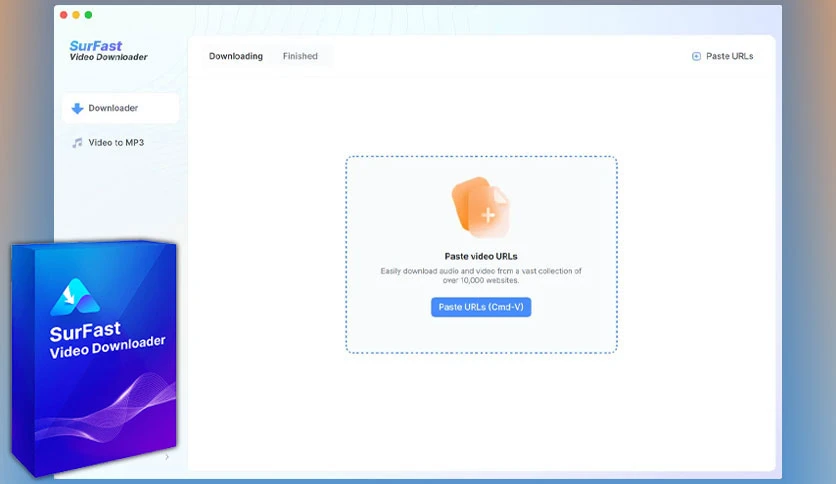 SurFast
Video Downloader
Downloading
Finished
Paste URLs
Downloader
Video to MP3
Paste video URLs
Easily download audio and video from a vast collection of
over 10,000 websites.
Paste URLs (Cmd-V)
SurFast
Video Downloader